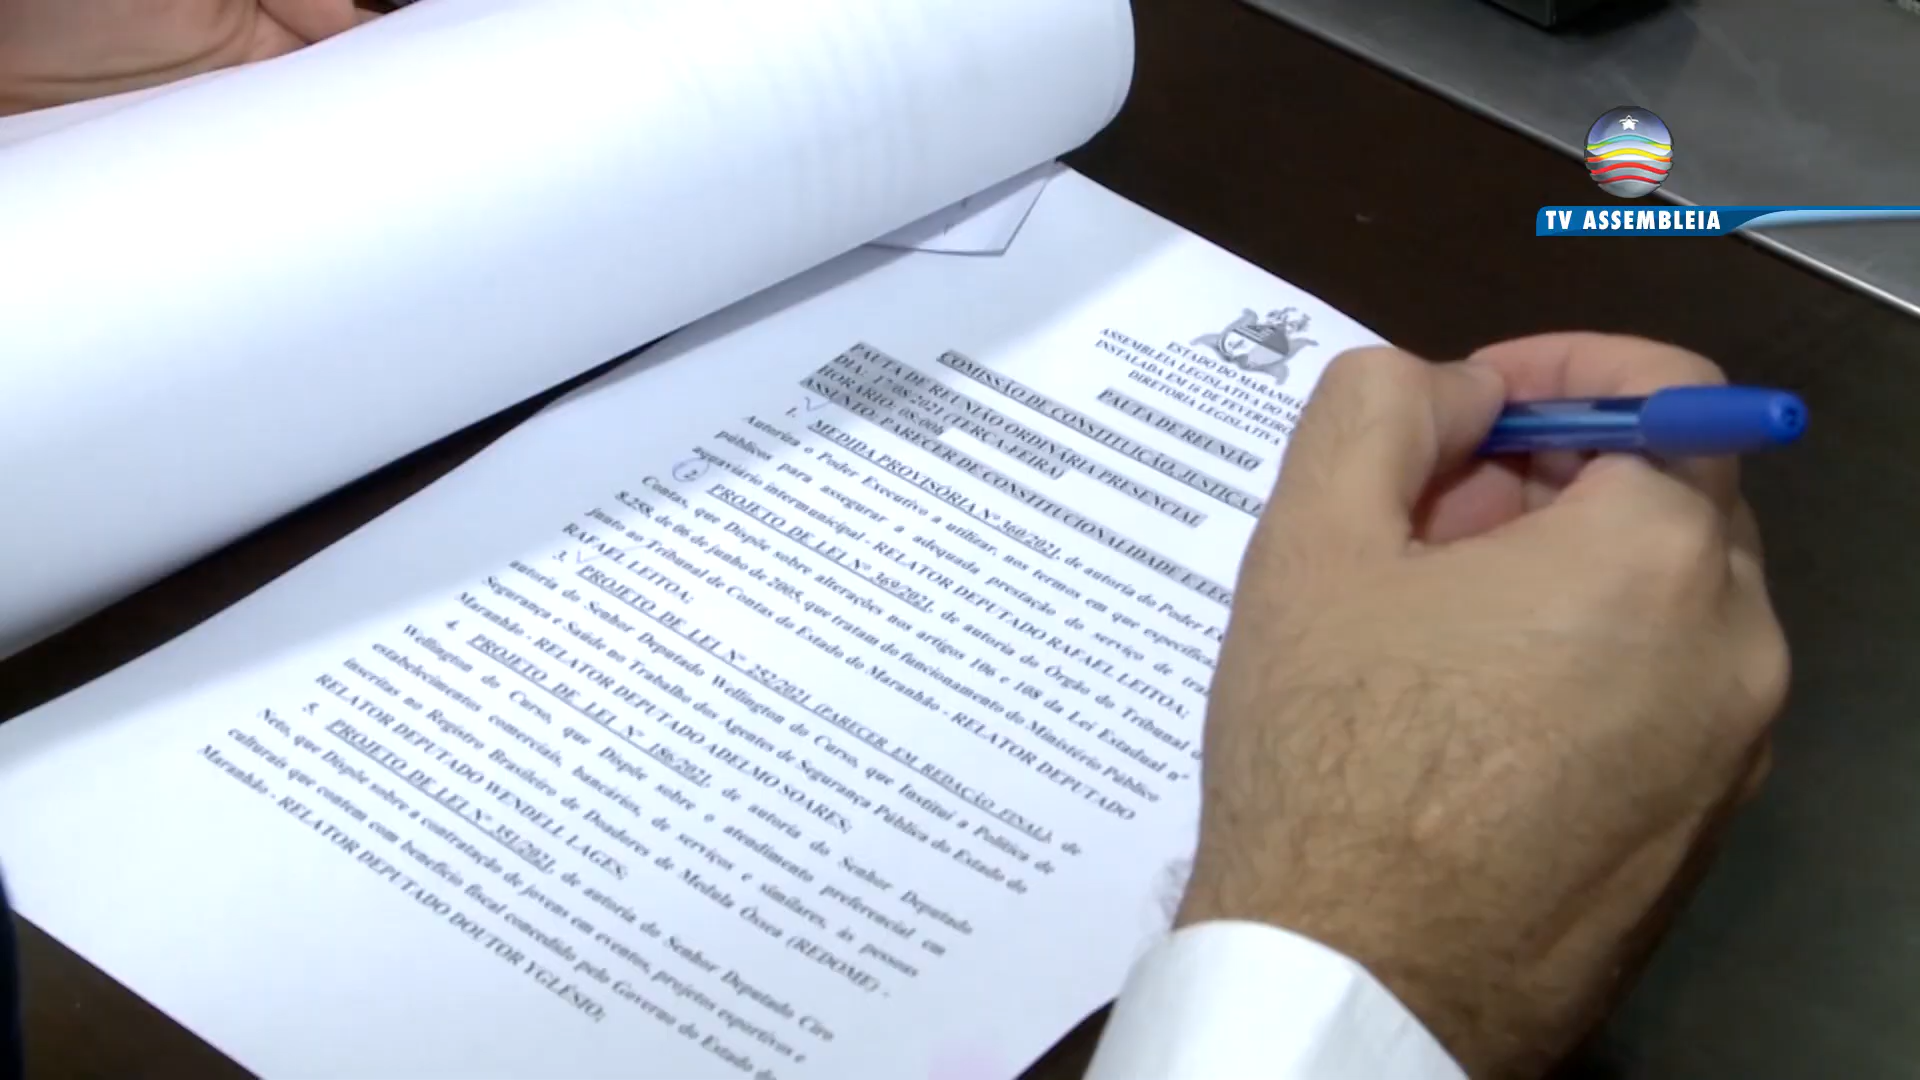 TV ASSEMBLEIA
ESTADO DO MARANHÃO
ASSEMBLEIA LEGISLATIVA DO
INSTALADA EM 16 DE FEVEREIRO
DIRETORIA LEGISLATIVA
PAUTA DE REUNIÃO
COMISSÃO DE CONSTITUIÇÃO, JUSTIÇA E
PAUTA DE REUNIÃO ORDINÁRIA PRESENCIAL
DIA: 17/08/2021 (TERÇA-FEIRA)
HORÁRIO: 08:00h
ASSUNTO: PARECER DE CONSTITUCIONALIDADE E
1. MEDIDA PROVISÓRIA Nº 360/2021, de autoria do Poder
Autoriza o Poder Executivo a utilizar, nos termos em que especifica,
públicos para assegurar a adequada prestação do serviço de
aquaviário intermunicipal - RELATOR DEPUTADO RAFAEL LEITOA;
2. PROJETO DE LEI Nº 369/2021, de autoria do Órgão do Tribunal
Contas, que Dispõe sobre alterações nos artigos 106 e 108 da Lei Estadual nº
8.258, de 06 de junho de 2005, que tratam do funcionamento do Ministério Público
junto ao Tribunal de Contas do Estado do Maranhão - RELATOR DEPUTADO
RAFAEL LEITOA;
3. PROJETO DE LEI Nº 252/2021 (PARECER EM REDAÇÃO FINAL), de
autoria do Senhor Deputado Wellington do Curso, que Institui a Política de
Segurança e Saúde no Trabalho dos Agentes de Segurança Pública do Estado do
Maranhão - RELATOR DEPUTADO ADELMO SOARES;
4. PROJETO DE LEI Nº 186/2021, de autoria do Senhor Deputado
Wellington do Curso, que Dispõe sobre o atendimento preferencial em
estabelecimentos comerciais, bancários, de serviços e similares, às pessoas
inscritas no Registro Brasileiro de Doadores de Medula Óssea (REDOME) -
RELATOR DEPUTADO WENDELL LAGES;
5. PROJETO DE LEI Nº 351/2021, de autoria do Senhor Deputado Ciro
Neto, que Dispõe sobre a contratação de jovens em eventos, projetos esportivos e
culturais que contem com benefício fiscal concedido pelo Governo do Estado do
Maranhão - RELATOR DEPUTADO DOUTOR YGLÉSIO;